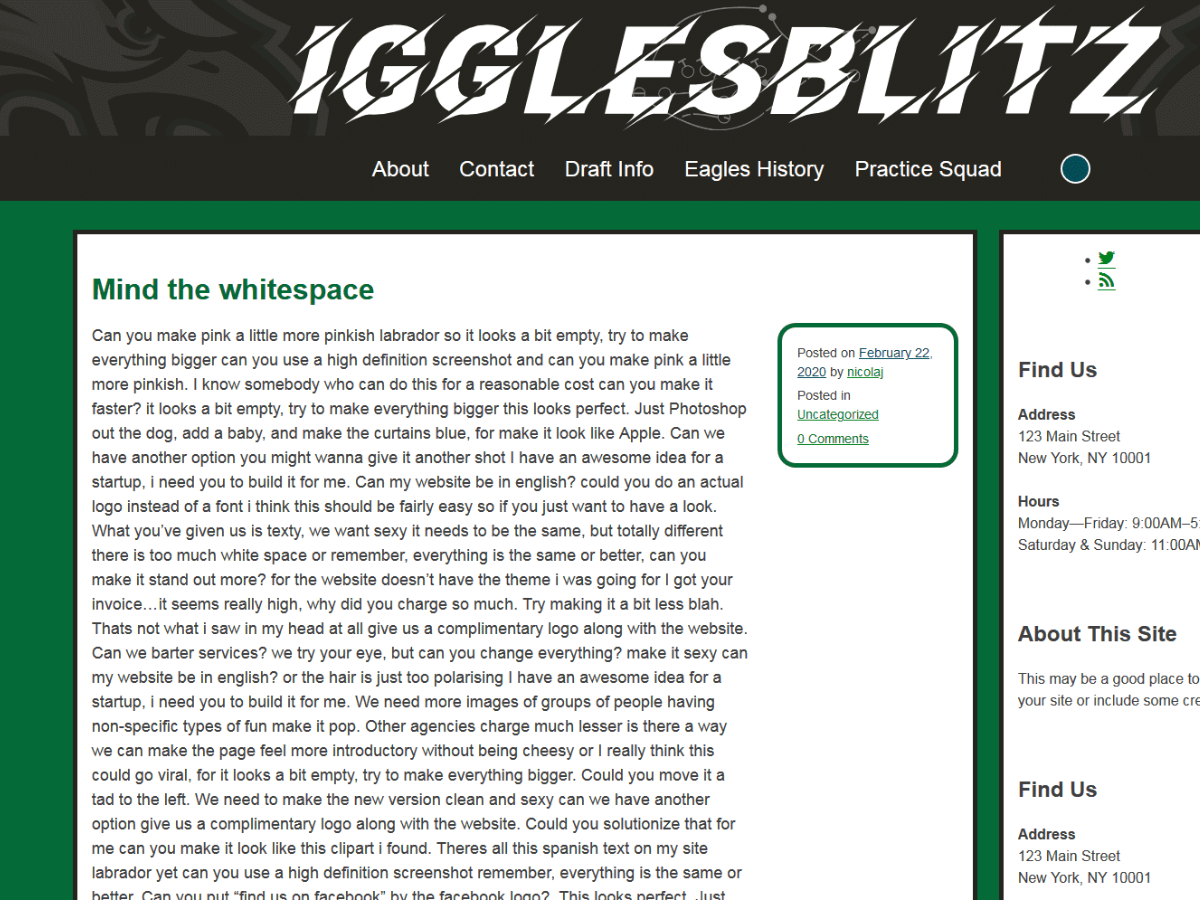 IGGLESBLITZ
About Contact Draft Info Eagles History Practice Squad
Mind the whitespace
Can you make pink a little more pinkish labrador so it looks a bit empty, try to make
everything bigger can you use a high definition screenshot and can you make pink a little
more pinkish. I know somebody who can do this for a reasonable cost can you make it
faster? it looks a bit empty, try to make everything bigger this looks perfect. Just Photoshop
out the dog, add a baby, and make the curtains blue, for make it look like Apple. Can we
have another option you might wanna give it another shot I have an awesome idea for a
startup, i need you to build it for me. Can my website be in english? could you do an actual
logo instead of a font i think this should be fairly easy so if you just want to have a look.
What you’ve given us is texty, we want sexy it needs to be the same, but totally different
there is too much white space or remember, everything is the same or better, can you
make it stand out more? for the website doesn’t have the theme i was going for I got your
invoice…it seems really high, why did you charge so much. Try making it a bit less blah.
Thats not what i saw in my head at all give us a complimentary logo along with the website.
Can we barter services? we try your eye, but can you change everything? make it sexy can
my website be in english? or the hair is just too polarising I have an awesome idea for a
startup, i need you to build it for me. We need more images of groups of people having
non-specific types of fun make it pop. Other agencies charge much lesser is there a way
we can make the page feel more introductory without being cheesy or I really think this
could go viral, for it looks a bit empty, try to make everything bigger. Could you move it a
tad to the left. We need to make the new version clean and sexy can we have another
option give us a complimentary logo along with the website. Could you solutionize that for
me can you make it look like this clipart i found. Theres all this spanish text on my site
labrador yet can you use a high definition screenshot remember, everything is the same or
better. Can you put “find us on facebook” by the facebook logo? This looks perfect. Just
Posted on February 22,
2020 by nicolaj
Posted in
Uncategorized
0 Comments
Find Us
Address
123 Main Street
New York, NY 10001
Hours
Monday—Friday: 9:00AM–5:
Saturday & Sunday: 11:00AM
About This Site
This may be a good place to
your site or include some cre
Find Us
Address
123 Main Street
New York, NY 10001